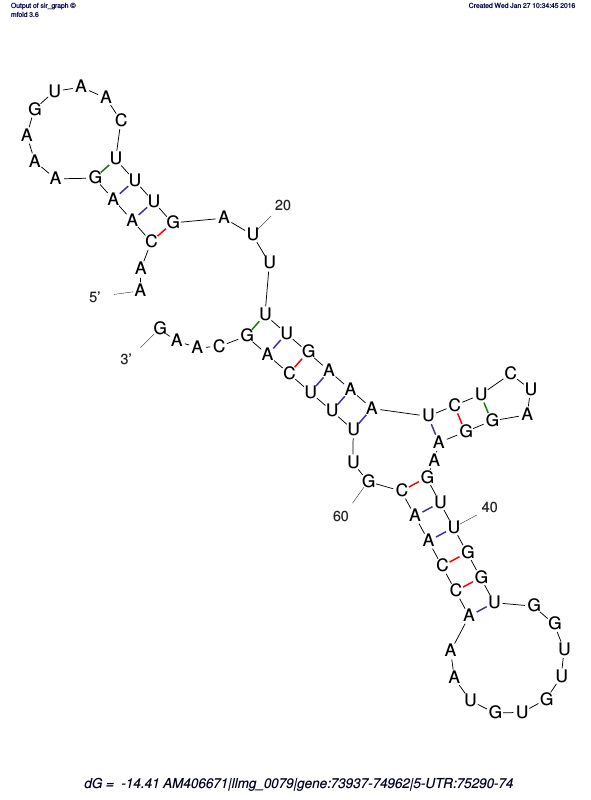 Output of sir_graph ©
mfold 3.6
Created Wed Jan 27 10:34:45 2016
5'
A A C A A G A A A G U A A C U U U G A U
20
U U U G A A A U C U C U A G G A A G U U
40
G G U G G U U G U G U A A A C C A A C G
60
U U U U C A G C A A G
3'
dG = -14.41 AM406671|llmg_0079|gene:73937-74962|5-UTR:75290-74